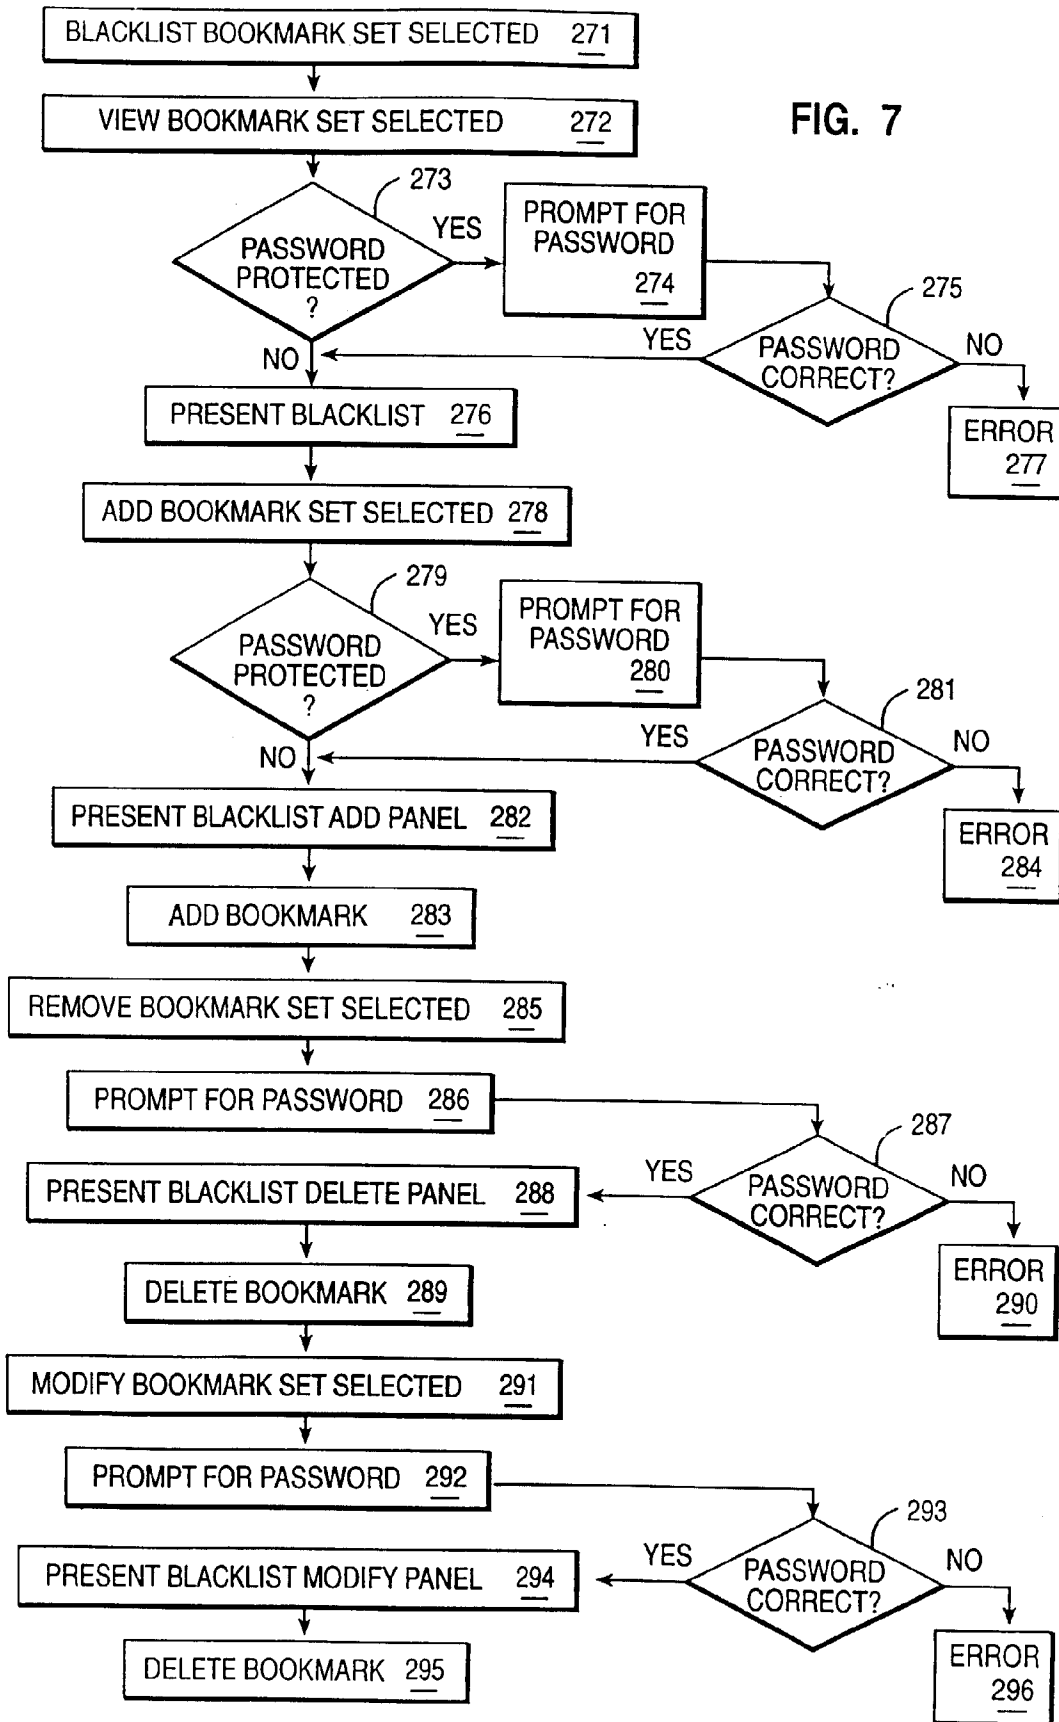 BLACKLIST BOOKMARK SET SELECTED 271
VIEW BOOKMARK SET SELECTED 272
FIG. 7
273
PASSWORD
PROTECTED
?
YES
NO
PROMPT FOR
PASSWORD
274
275
PASSWORD
CORRECT?
YES
NO
ERROR
277
PRESENT BLACKLIST 276
ADD BOOKMARK SET SELECTED 278
279
PASSWORD
PROTECTED
?
YES
NO
PROMPT FOR
PASSWORD
280
281
PASSWORD
CORRECT?
YES
NO
ERROR
284
PRESENT BLACKLIST ADD PANEL 282
ADD BOOKMARK 283
REMOVE BOOKMARK SET SELECTED 285
PROMPT FOR PASSWORD 286
287
PASSWORD
CORRECT?
YES
NO
ERROR
290
PRESENT BLACKLIST DELETE PANEL 288
DELETE BOOKMARK 289
MODIFY BOOKMARK SET SELECTED 291
PROMPT FOR PASSWORD 292
293
PASSWORD
CORRECT?
YES
NO
ERROR
296
PRESENT BLACKLIST MODIFY PANEL 294
DELETE BOOKMARK 295